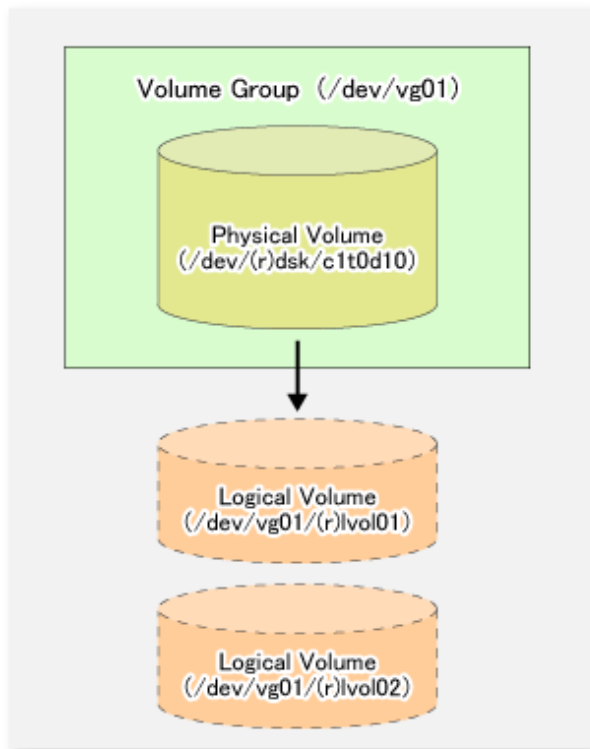 Volume Group (/dev/vg01)
Physical Volume
(/dev/(r)dsk/c1t0d10)
Logical Volume
(/dev/vg01/(r)lvol01)
Logical Volume
(/dev/vg01/(r)lvol02)